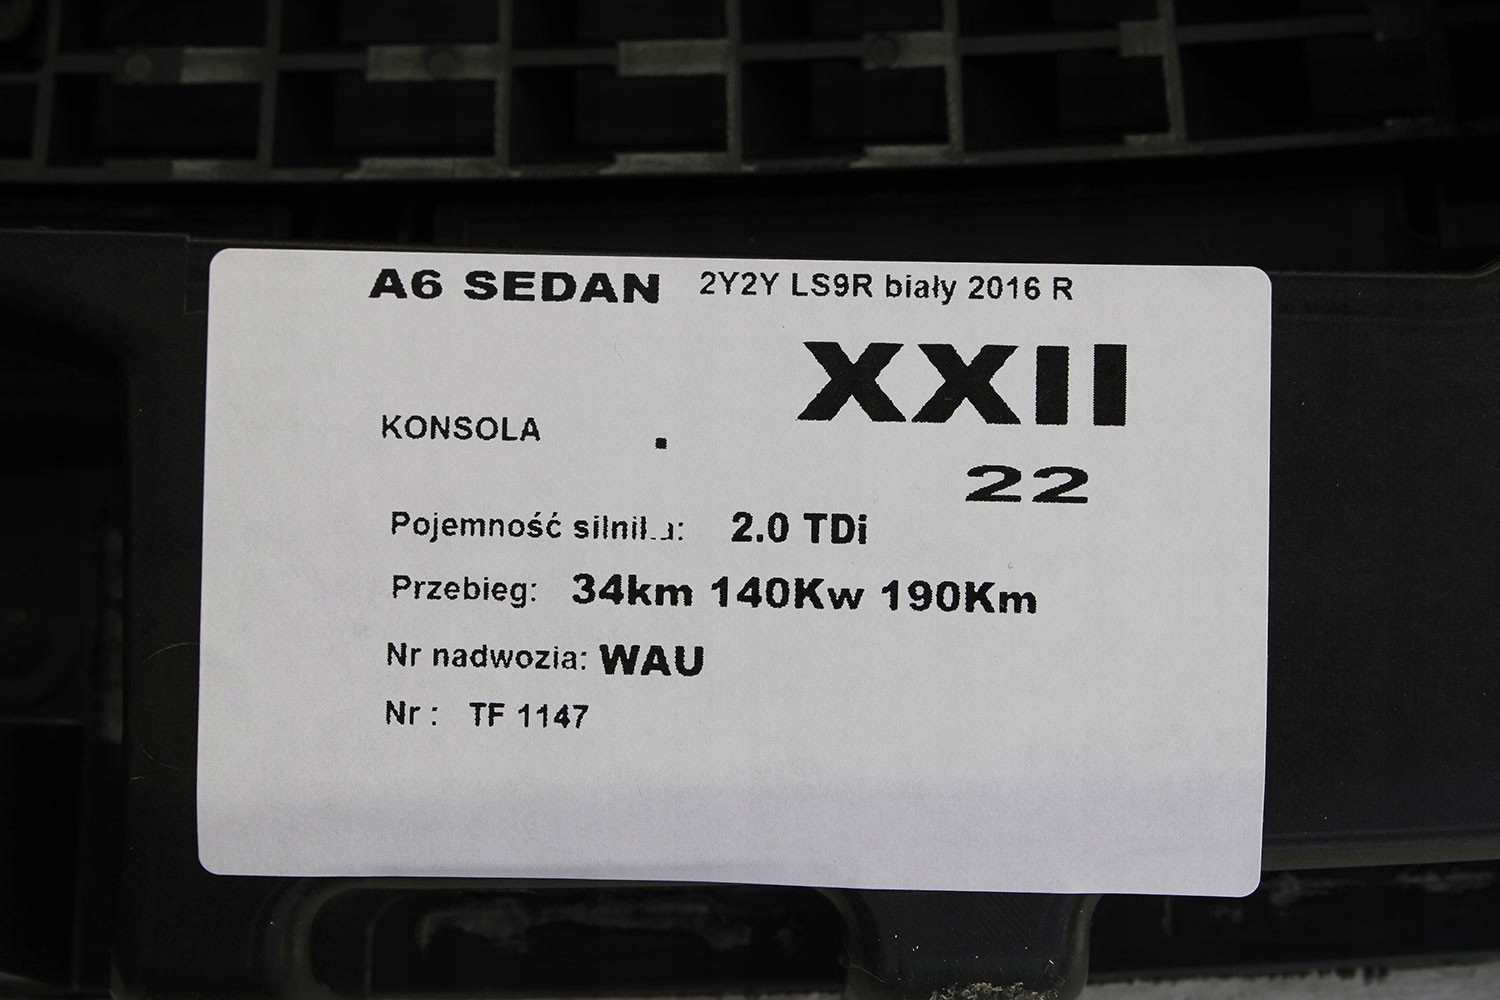 A6 SEDAN 2Y2Y LS9R biały 2016 R
XXII
KONSOLA .
22
Pojemność : 2.0 TDi
Przebieg: 34km 140Kw 190Km
Nr nadwozia: WAU
Nr : TF 1147